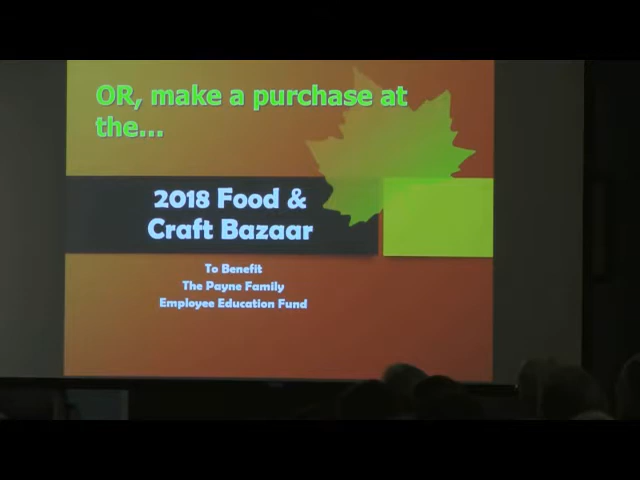 OR, make a purchase at
the...
2018 Food &
Craft Bazaar
To Benefit
The Payne Family
Employee Education Fund